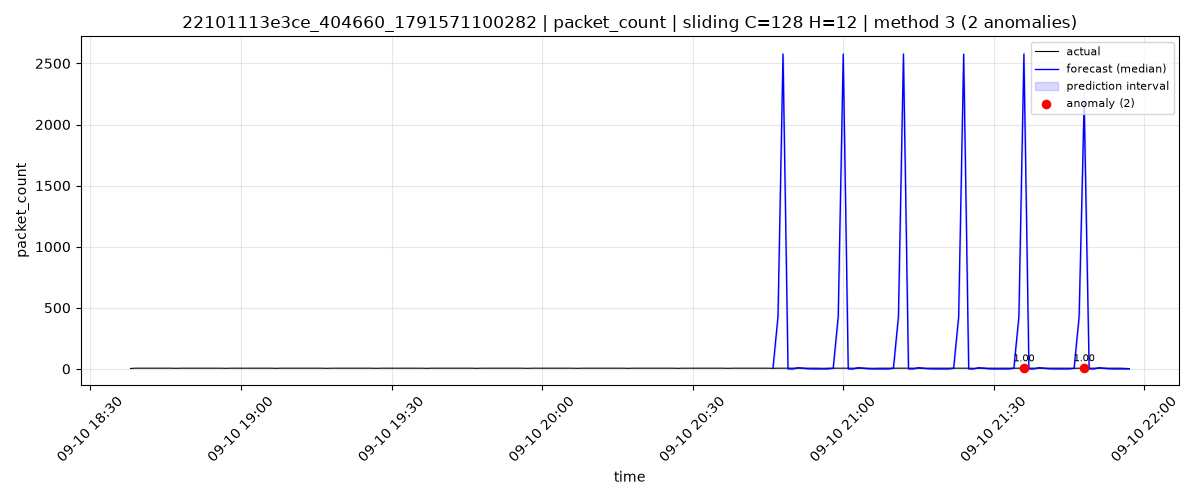 22101113e3ce_404660_1791571100282 | packet_count | sliding C=128 H=12 | method 3 (2 anomalies)
actual
forecast (median)
prediction interval
anomaly (2)
packet_count
2500
2000
1500
1000
500
0
1.00
1.00
09-10 18:30
09-10 19:00
09-10 19:30
09-10 20:00
09-10 20:30
09-10 21:00
09-10 21:30
09-10 22:00
time